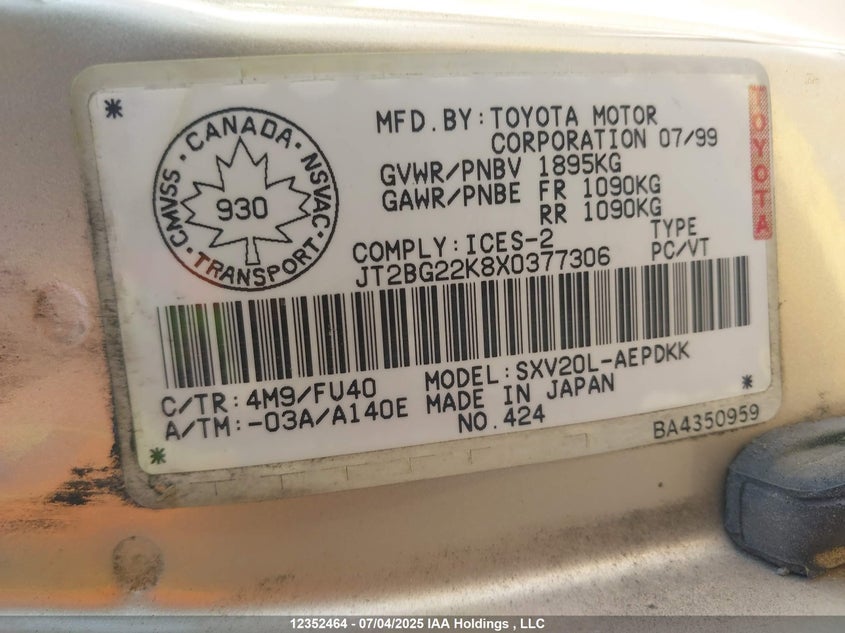 MFD.BY:TOYOTA MOTOR
CORPORATION 07/99
GVWR/PNBV 1895KG
GAWR/PNBE FR 1090KG
RR 1090KG
CMVSS · CANADA · NSVAC · TRANSPORT ·
930
TOYOTA
COMPLY:ICES-2
TYPE
JT2BG22K8X0377306
PC/VT
C/TR: 4M9/FU40
MODEL:SXV20L-AEPDKK
A/TM:-03A/A140E
MADE IN JAPAN
NO.424
BA4350959
12352464 - 07/04/2025 IAA Holdings , LLC